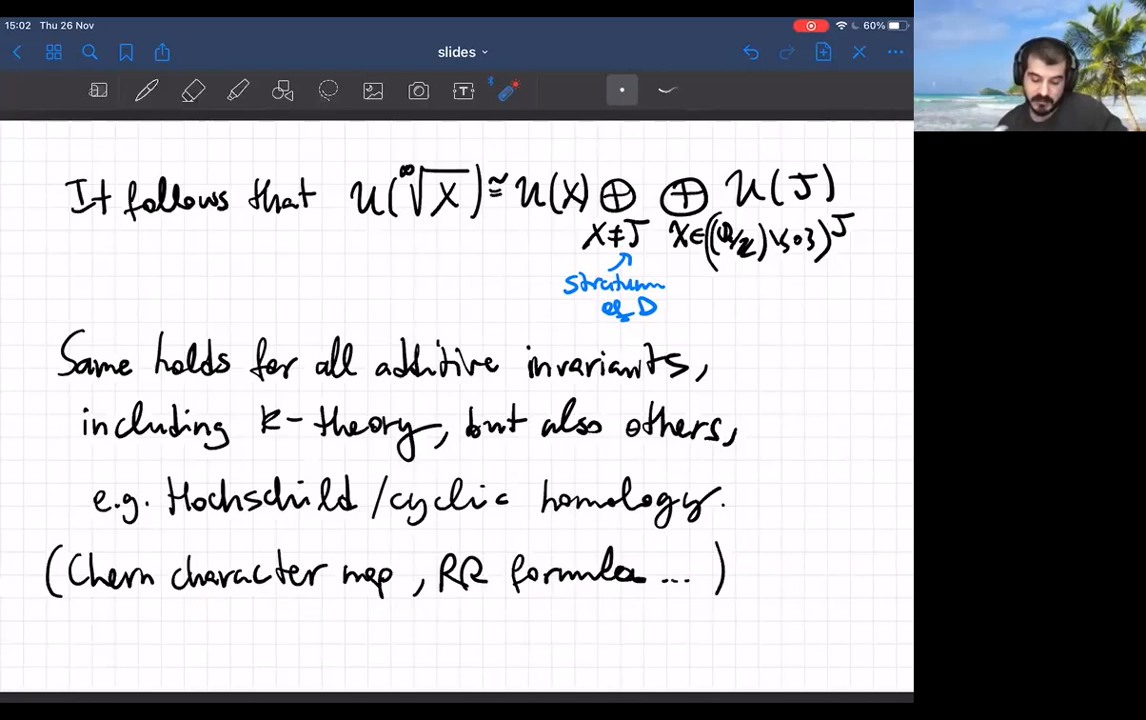 15:02 Thu 26 Nov 60%
slides
It follows that U(∞√X) ≅ U(X) ⊕ ⊕ U(J)
X≠J χ∈((Q/Z)\{0})^J
stratum
of D
Same holds for all additive invariants,
including K-theory, but also others,
e.g. Hochschild/cyclic homology.
(Chern character map, RR formula ... )